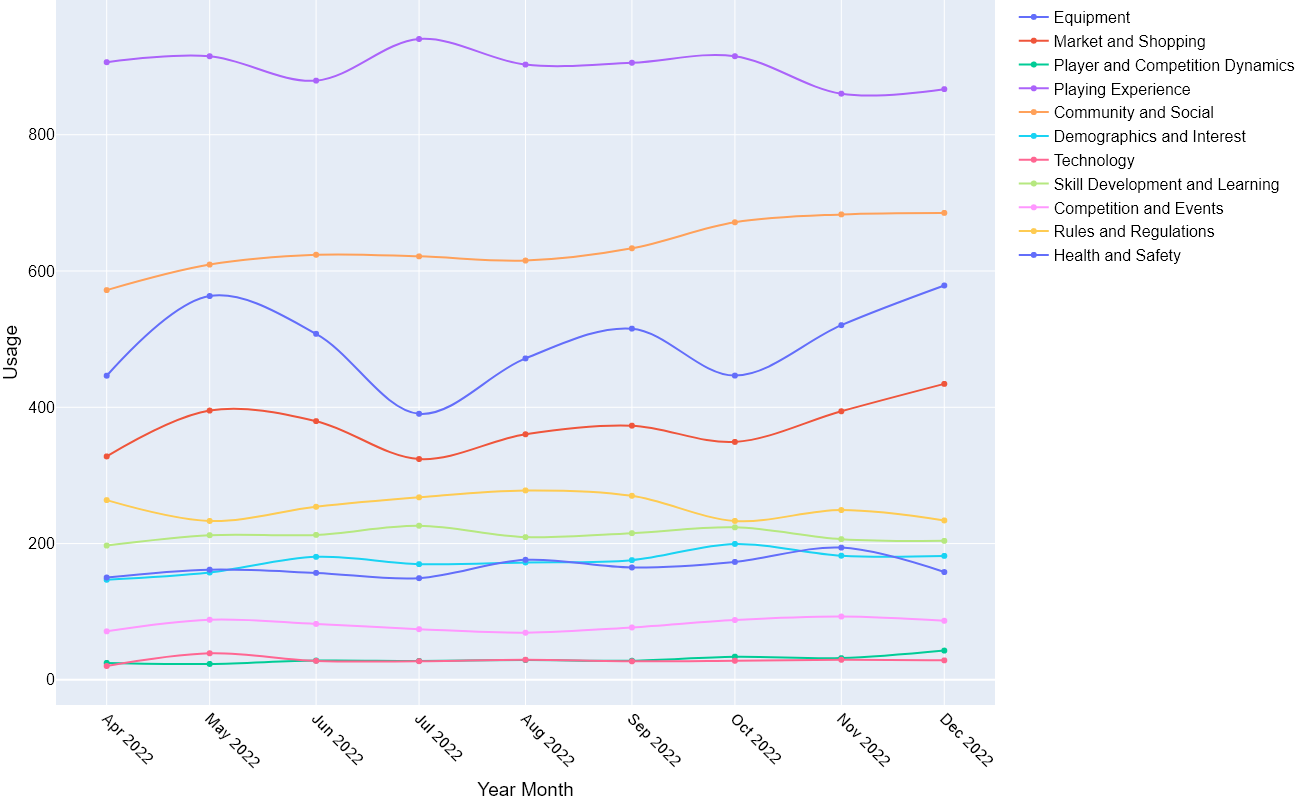 Equipment
Market and Shopping
Player and Competition Dynamics
Playing Experience
Community and Social
Demographics and Interest
Technology
Skill Development and Learning
Competition and Events
Rules and Regulations
Health and Safety
800
600
400
200
0
Usage
Apr 2022
May 2022
Jun 2022
Jul 2022
Aug 2022
Sep 2022
Oct 2022
Nov 2022
Dec 2022
Year Month